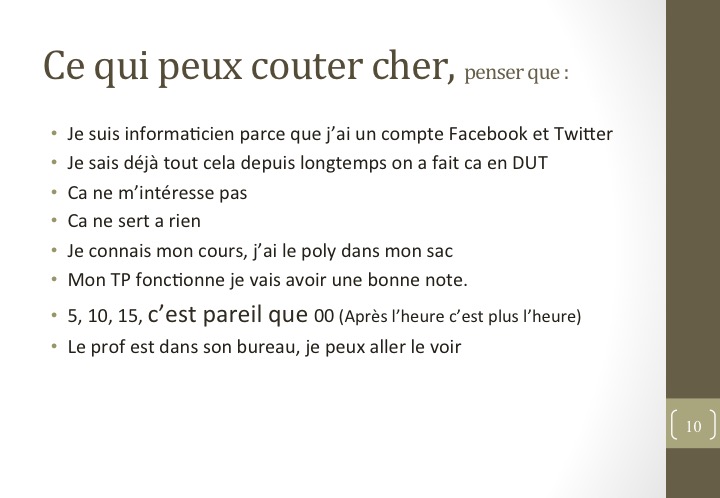 Ce qui peux couter cher, penser que :
• Je suis informaticien parce que j’ai un compte Facebook et Twitter
• Je sais déjà tout cela depuis longtemps on a fait ca en DUT
• Ca ne m’intéresse pas
• Ca ne sert a rien
• Je connais mon cours, j’ai le poly dans mon sac
• Mon TP fonctionne je vais avoir une bonne note.
• 5, 10, 15, c’est pareil que 00 (Après l’heure c’est plus l’heure)
• Le prof est dans son bureau, je peux aller le voir
10